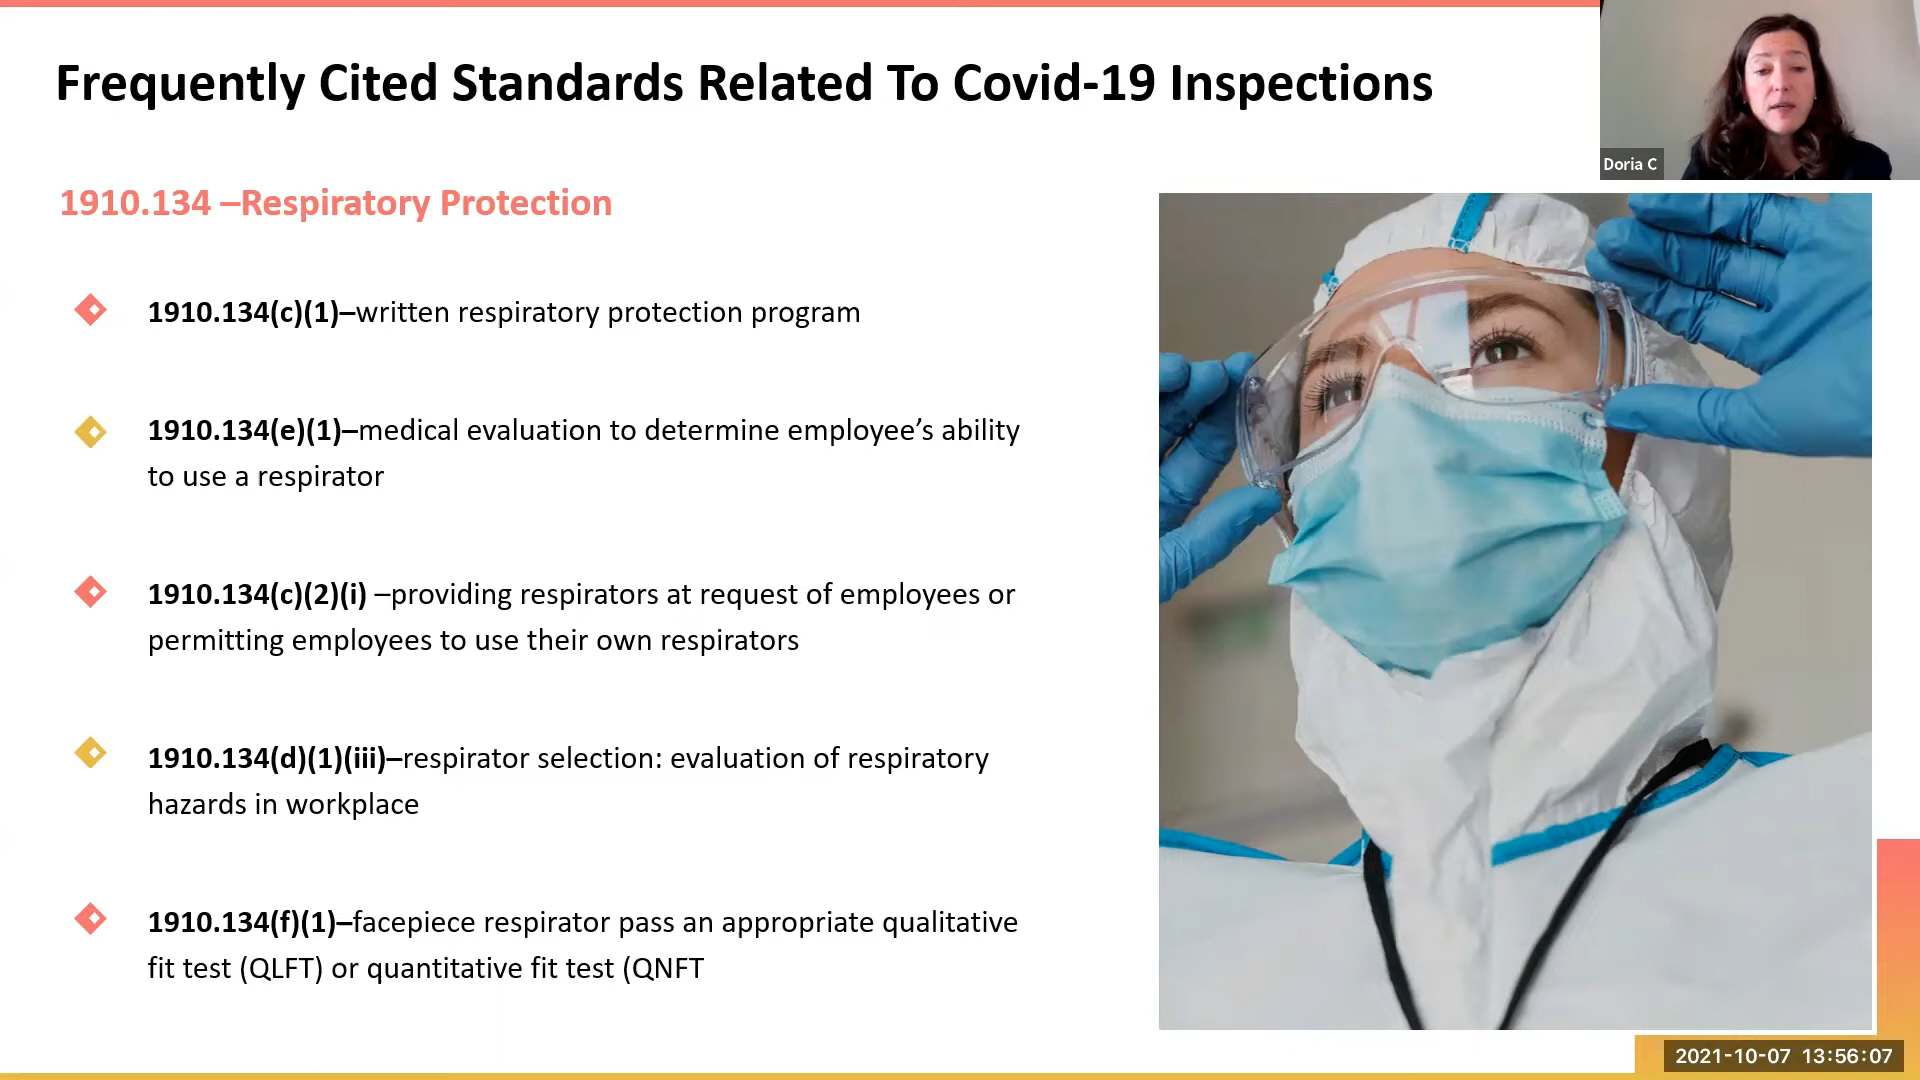 Frequently Cited Standards Related To Covid-19 Inspections
Doria C
1910.134 –Respiratory Protection
1910.134(c)(1)–written respiratory protection program
1910.134(e)(1)–medical evaluation to determine employee’s ability
to use a respirator
1910.134(c)(2)(i) –providing respirators at request of employees or
permitting employees to use their own respirators
1910.134(d)(1)(iii)–respirator selection: evaluation of respiratory
hazards in workplace
1910.134(f)(1)–facepiece respirator pass an appropriate qualitative
fit test (QLFT) or quantitative fit test (QNFT
2021-10-07 13:56:07